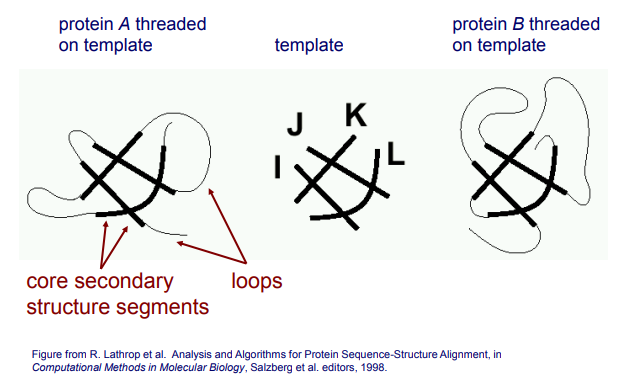 protein A threaded
on template
template
protein B threaded
on template
J
K
I
L
core secondary
structure segments
loops
Figure from R. Lathrop et al.  Analysis and Algorithms for Protein Sequence-Structure Alignment, in
Computational Methods in Molecular Biology, Salzberg et al. editors, 1998.